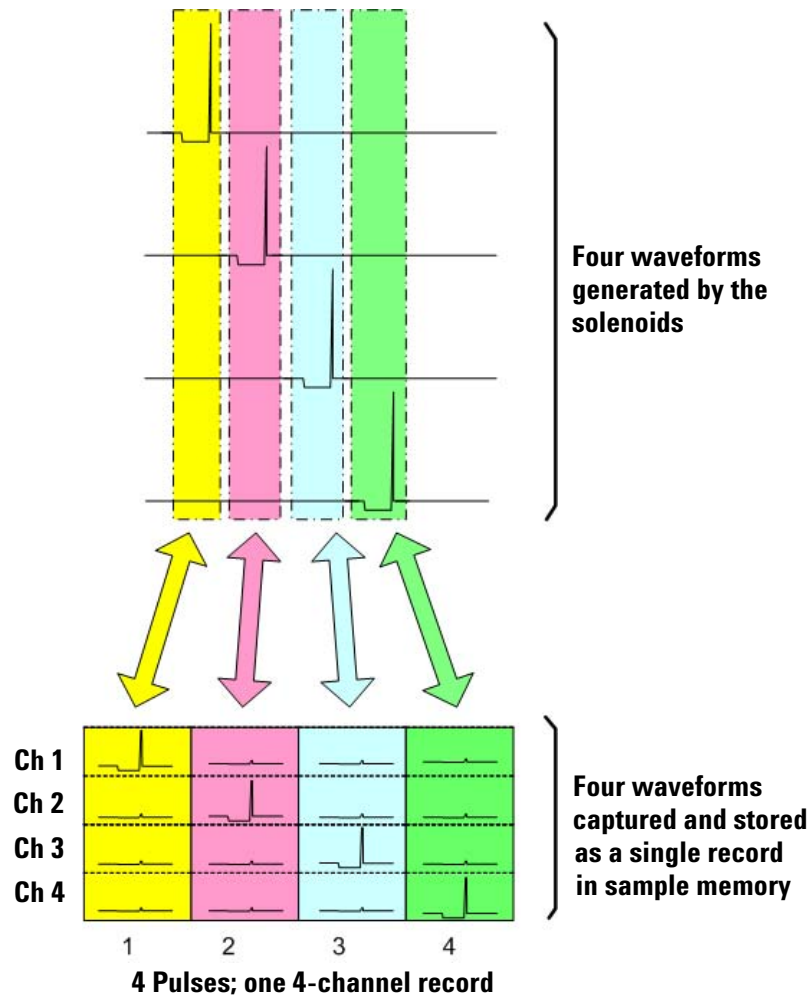 Four waveforms
generated by the
solenoids
Ch 1
Ch 2
Ch 3
Ch 4
Four waveforms
captured and stored
as a single record
in sample memory
1 2 3 4
4 Pulses; one 4-channel record